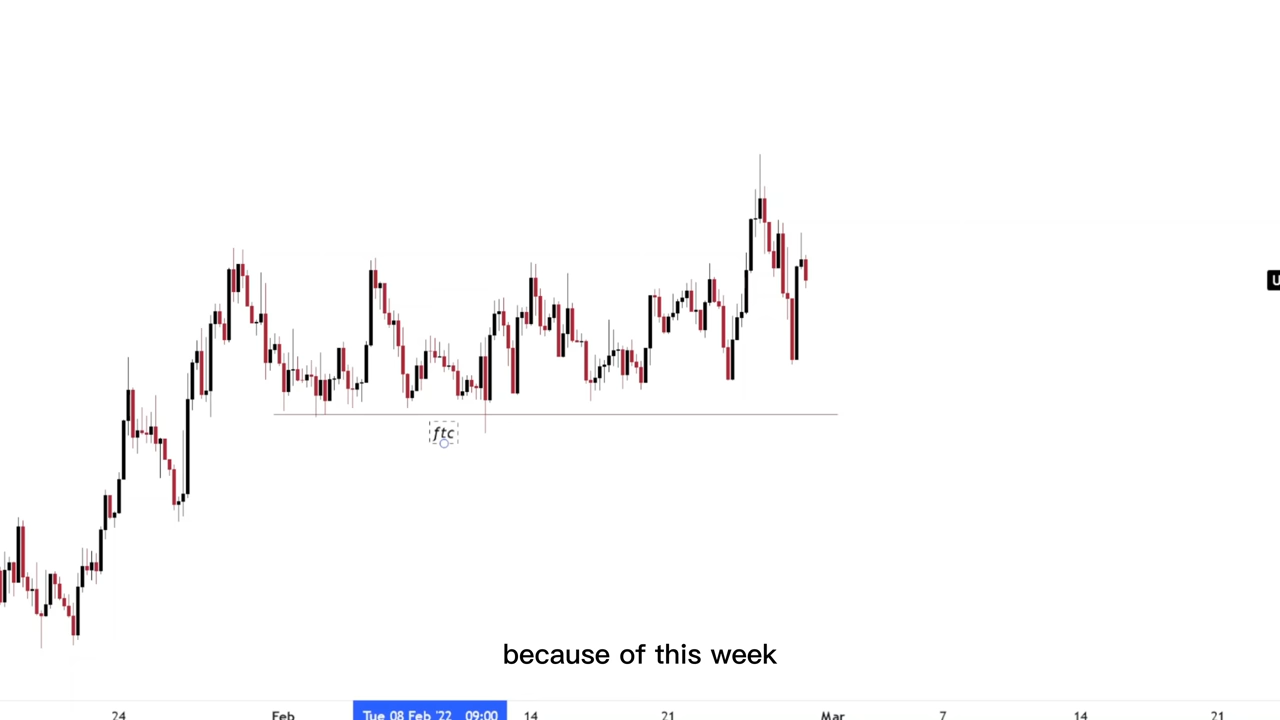 U
ftc
because of this week
24 Feb Tue 08 Feb '22 09:00 14 21 Mar 7 14 21